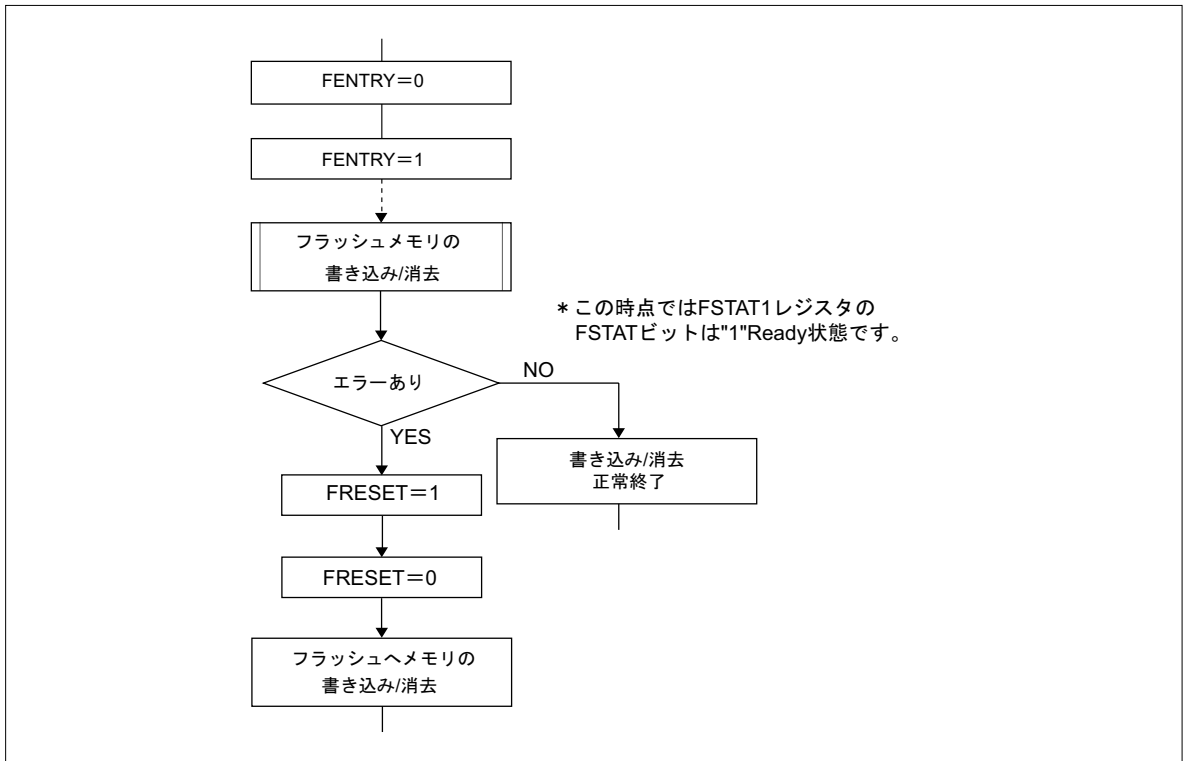 FENTRY＝0
FENTRY＝1
フラッシュメモリの
書き込み/消去
＊この時点ではFSTAT1レジスタの
FSTATビットは"1"Ready状態です。
エラーあり
NO
YES
書き込み/消去
正常終了
FRESET＝1
FRESET＝0
フラッシュへメモリの
書き込み/消去